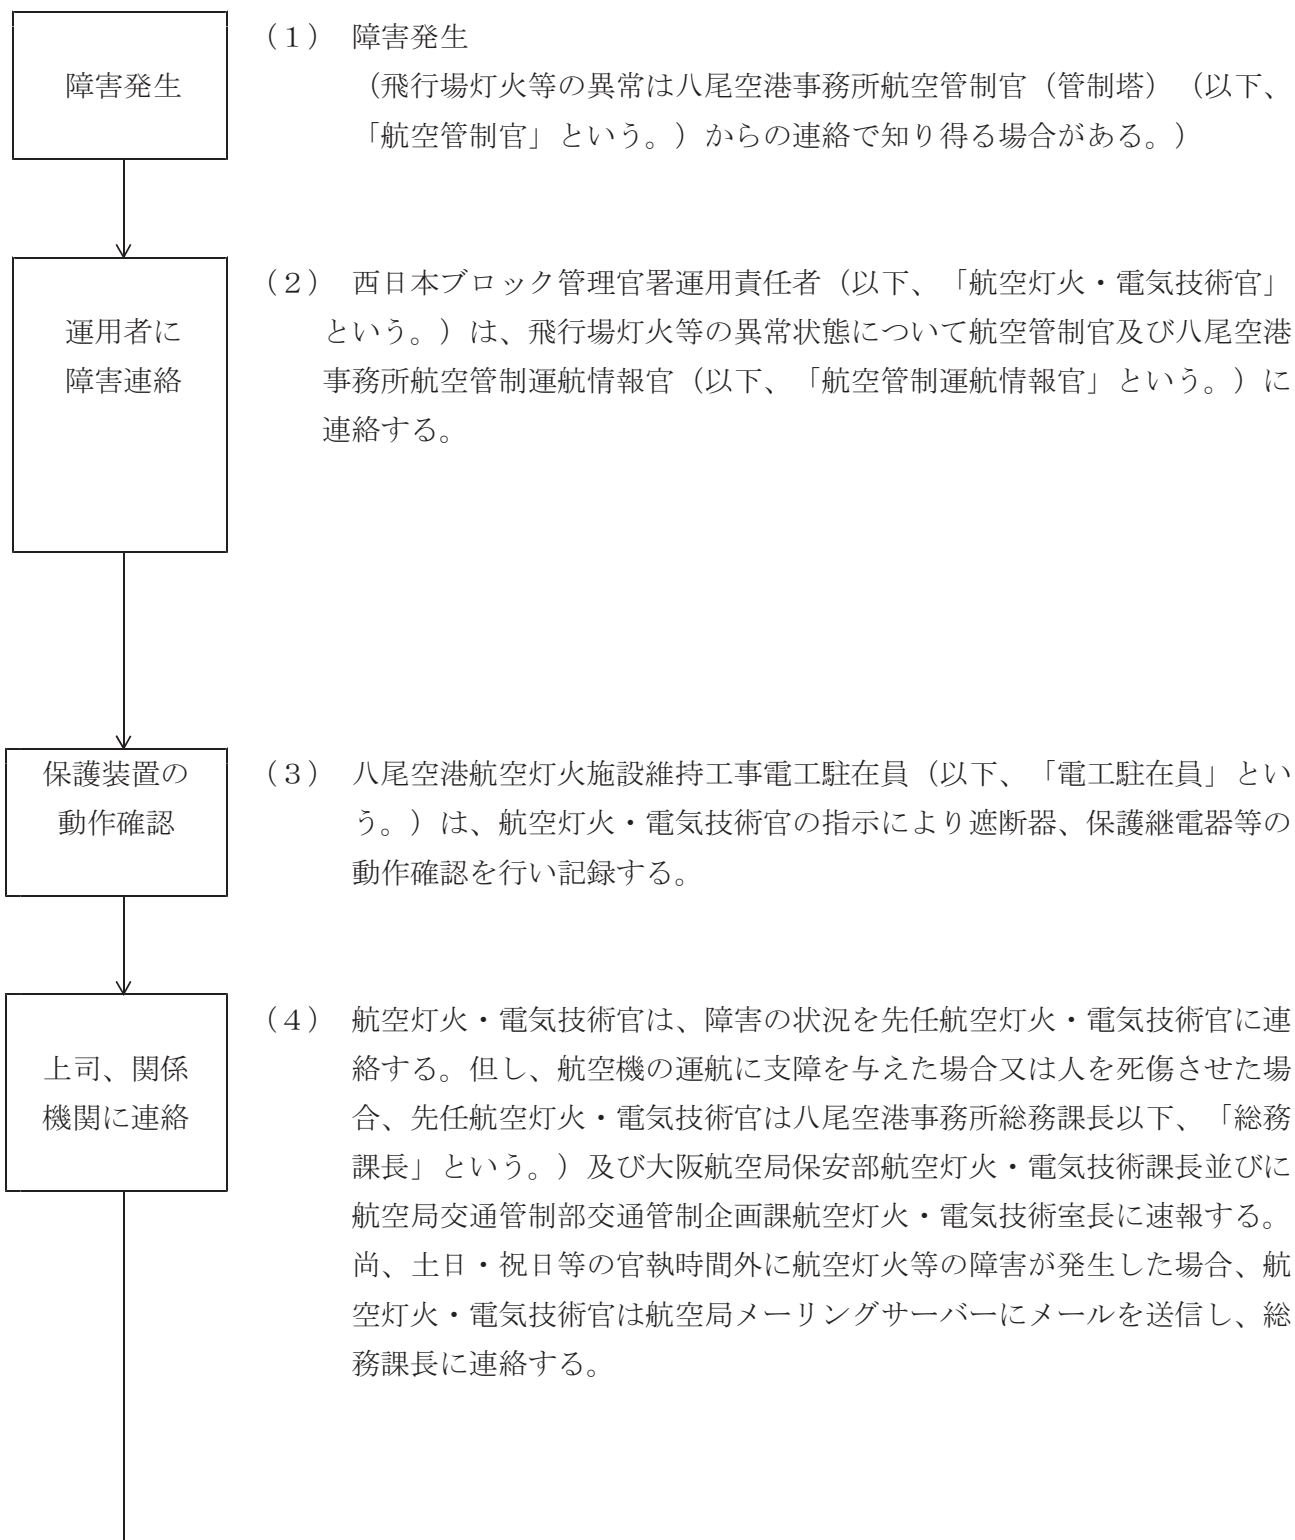 障害発生
（１） 障害発生
（飛行場灯火等の異常は八尾空港事務所航空管制官（管制塔）（以下、
「航空管制官」という。）からの連絡で知り得る場合がある。）
運用者に
障害連絡
（２） 西日本ブロック管理官署運用責任者（以下、「航空灯火・電気技術官」
という。）は、飛行場灯火等の異常状態について航空管制官及び八尾空港
事務所航空管制運航情報官（以下、「航空管制運航情報官」という。）に
連絡する。
保護装置の
動作確認
（３） 八尾空港航空灯火施設維持工事電工駐在員（以下、「電工駐在員」とい
う。）は、航空灯火・電気技術官の指示により遮断器、保護継電器等の
動作確認を行い記録する。
上司、関係
機関に連絡
（４） 航空灯火・電気技術官は、障害の状況を先任航空灯火・電気技術官に連
絡する。但し、航空機の運航に支障を与えた場合又は人を死傷させた場
合、先任航空灯火・電気技術官は八尾空港事務所総務課長以下、「総務
課長」という。）及び大阪航空局保安部航空灯火・電気技術課長並びに
航空局交通管制部交通管制企画課航空灯火・電気技術室長に速報する。
尚、土日・祝日等の官執時間外に航空灯火等の障害が発生した場合、航
空灯火・電気技術官は航空局メーリングサーバーにメールを送信し、総
務課長に連絡する。